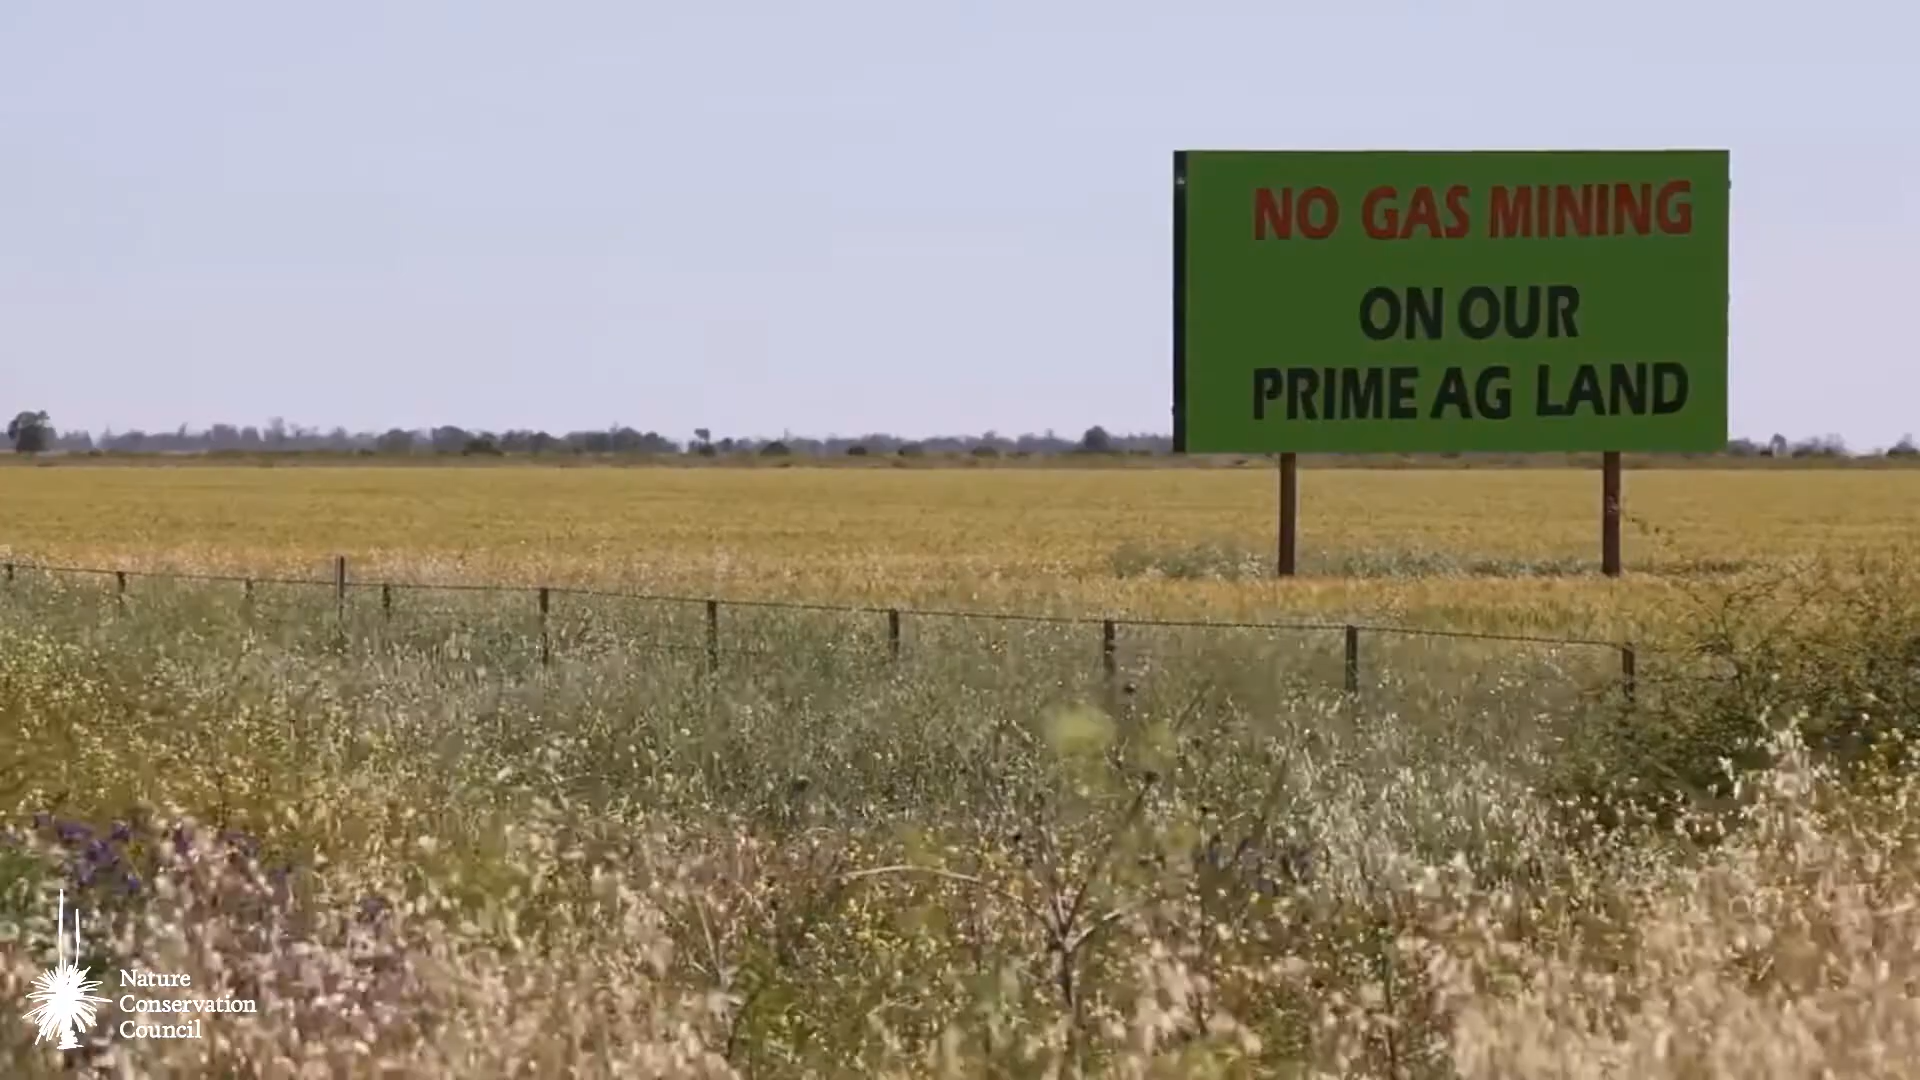 NO GAS MINING
ON OUR
PRIME AG LAND
Nature
Conservation
Council